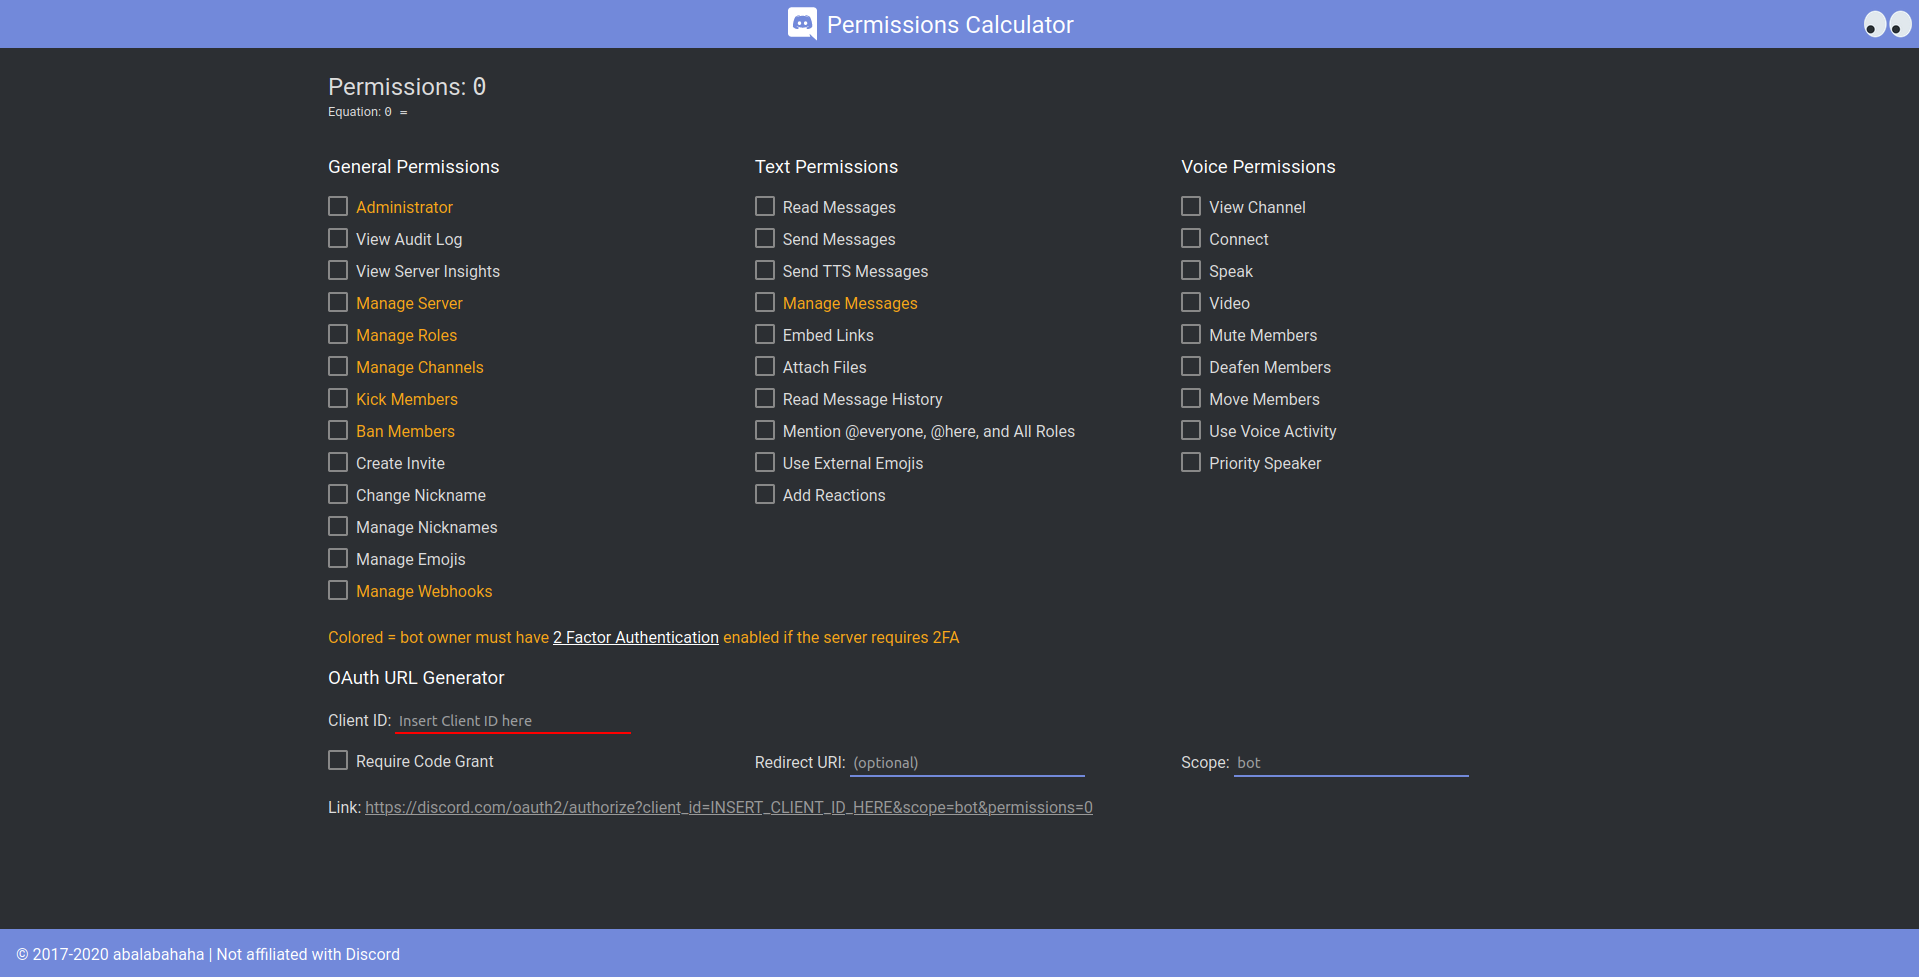 Permissions Calculator
Permissions: 0
Equation: 0 =
General Permissions
Administrator
View Audit Log
View Server Insights
Manage Server
Manage Roles
Manage Channels
Kick Members
Ban Members
Create Invite
Change Nickname
Manage Nicknames
Manage Emojis
Manage Webhooks
Text Permissions
Read Messages
Send Messages
Send TTS Messages
Manage Messages
Embed Links
Attach Files
Read Message History
Mention @everyone, @here, and All Roles
Use External Emojis
Add Reactions
Voice Permissions
View Channel
Connect
Speak
Video
Mute Members
Deafen Members
Move Members
Use Voice Activity
Priority Speaker
Colored = bot owner must have 2 Factor Authentication enabled if the server requires 2FA
OAuth URL Generator
Client ID: Insert Client ID here
Require Code Grant
Redirect URI: (optional)
Scope: bot
Link: https://discord.com/oauth2/authorize?client_id=INSERT_CLIENT_ID_HERE&scope=bot&permissions=0
© 2017-2020 abalabahaha | Not affiliated with Discord